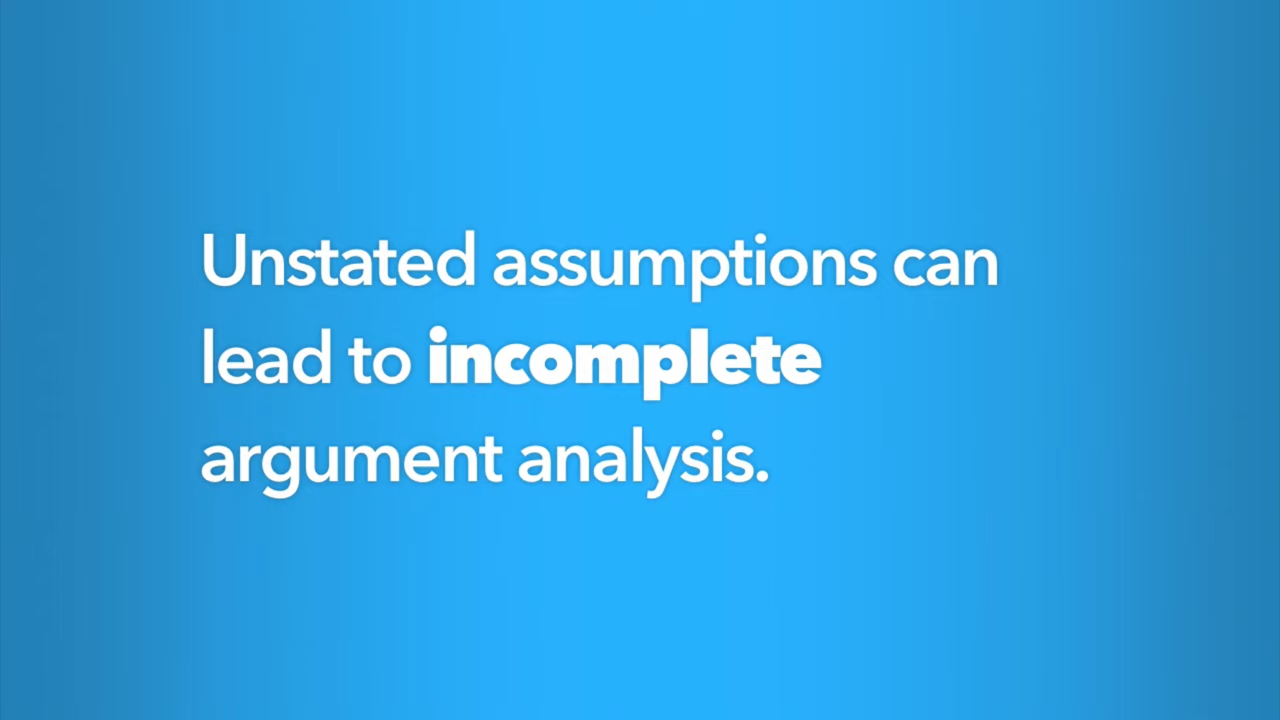 Unstated assumptions can
lead to incomplete
argument analysis.